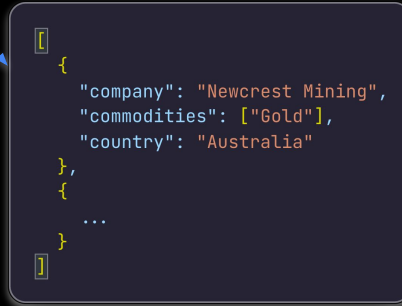 [
{
"company": "Newcrest Mining",
"commodities": ["Gold"],
"country": "Australia"
},
{
...
}
]